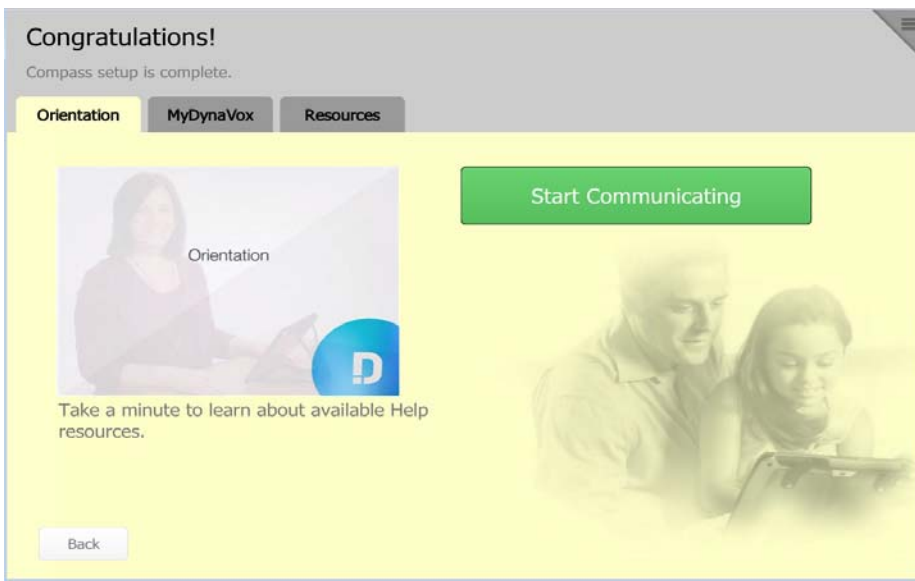 Congratulations!
Compass setup is complete.
Orientation MyDynaVox Resources
Orientation
Start Communicating
Take a minute to learn about available Help
resources.
Back